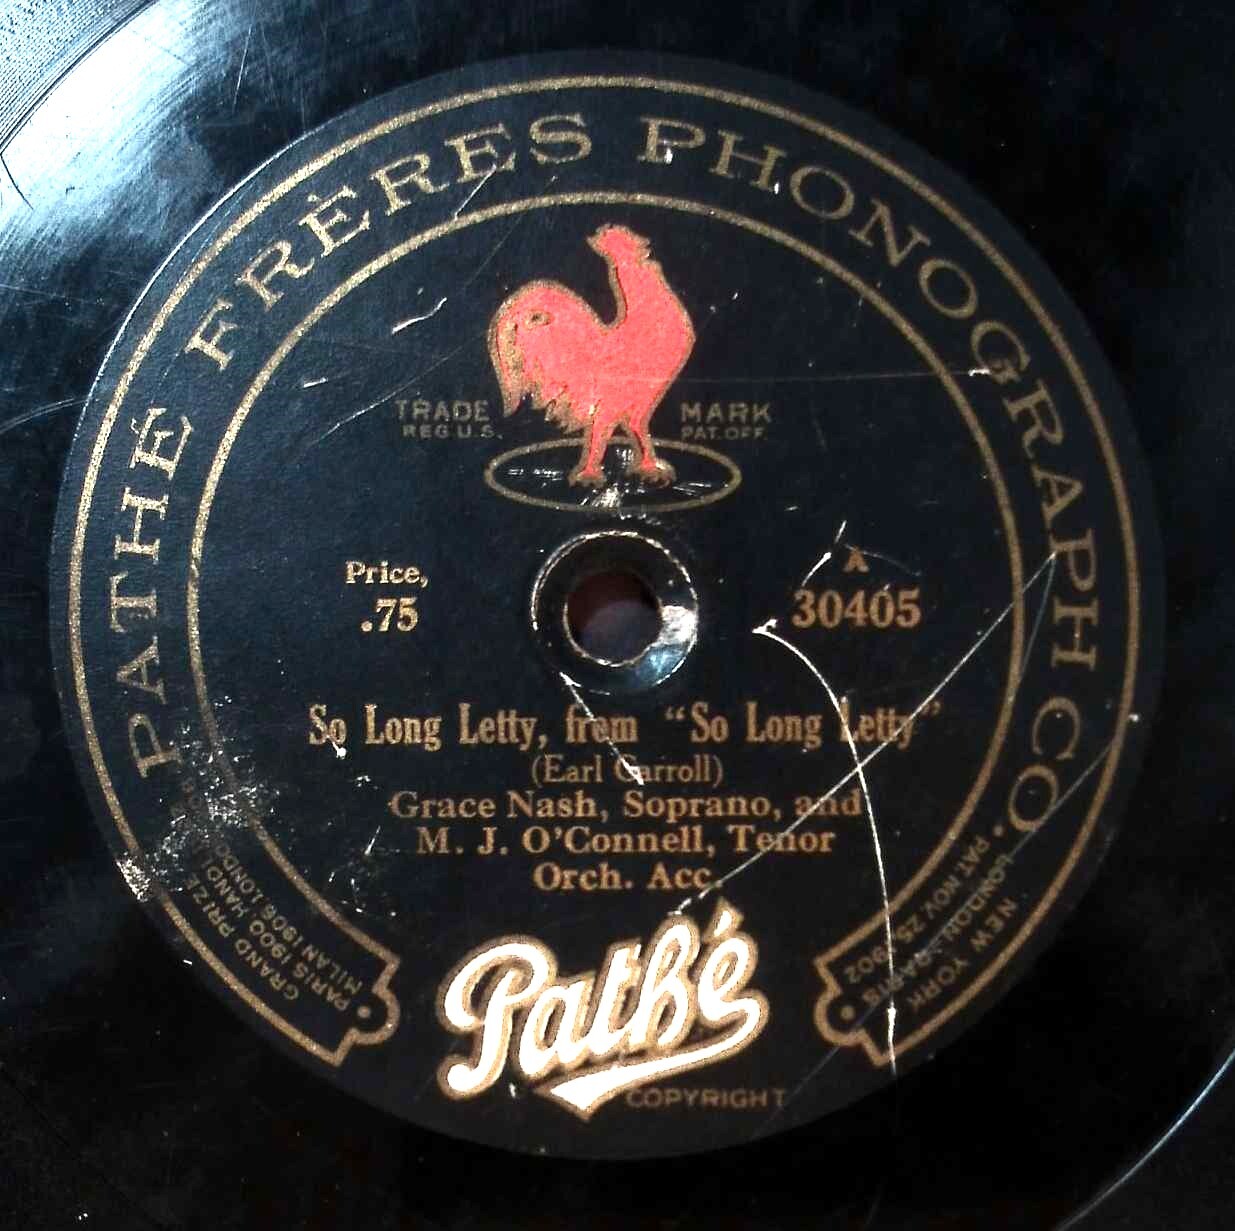 PATHÉ FRÈRES PHONOGRAPH CO.
TRADE MARK
REG. U.S. PAT. OFF.
Price,
.75
A
30405
So Long Letty, from "So Long Letty"
(Earl Carroll)
Grace Nash, Soprano, and
M. J. O'Connell, Tenor
Orch. Acc.
GRAND PRIZE
PARIS 1900
MILAN 1906, LONDON
NEW YORK
LONDON-PARIS
PAT. NOV. 25, 1902
Pathé
COPYRIGHT